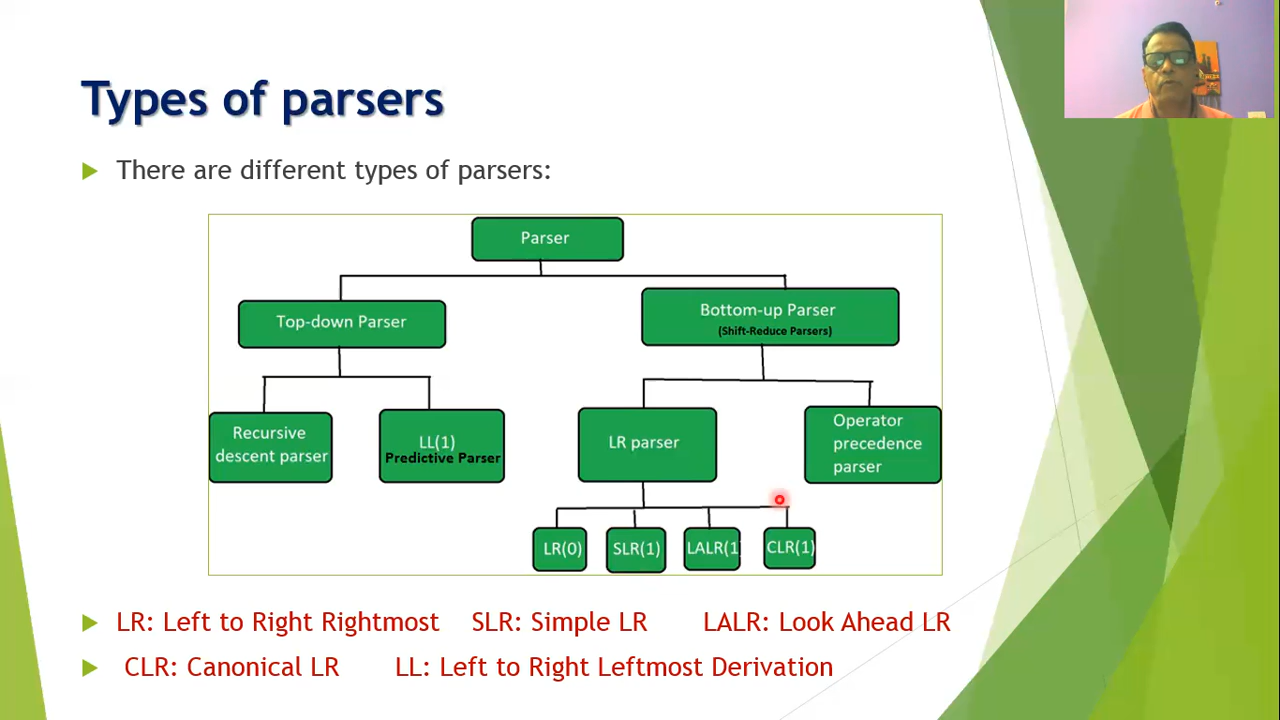 Types of parsers
There are different types of parsers:
Parser
Top-down Parser
Bottom-up Parser
(Shift-Reduce Parsers)
Recursive
descent parser
LL(1)
Predictive Parser
LR parser
Operator
precedence
parser
LR(0)
SLR(1)
LALR(1
CLR(1)
LR: Left to Right Rightmost SLR: Simple LR LALR: Look Ahead LR
CLR: Canonical LR LL: Left to Right Leftmost Derivation